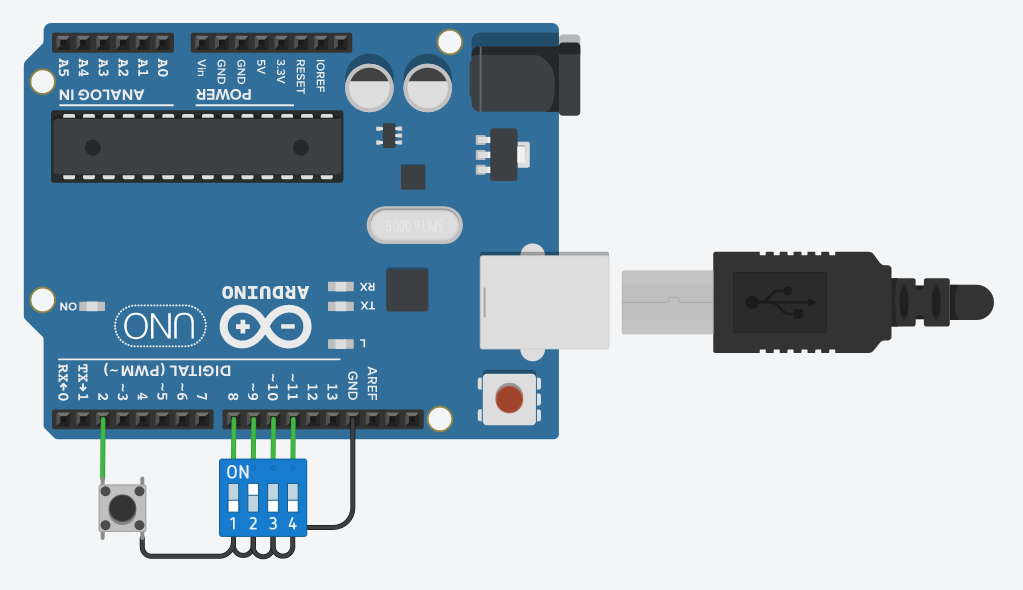 A5 A4 A3 A2 A1 A0
Vin GND GND 5V 3.3V RESET IOREF
ANALOG IN
POWER
SPK16.000G
ARDUINO
UNO
ON
RX
TX
L
DIGITAL (PWM ~)
RX←0 TX→1 2 ~3 4 ~5 ~6 7 8 ~9 ~10 ~11 12 13 GND AREF
ON
1 2 3 4